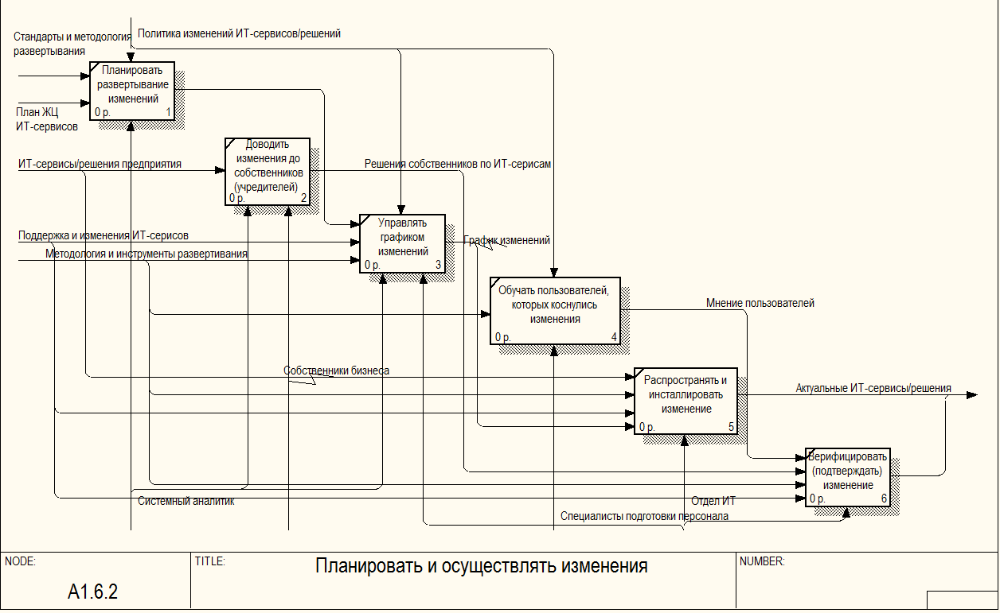 Стандарты и методология
развертывания
Политика изменений ИТ-сервисов/решений
Планировать
развертывание
изменений
0 р. 1
План ЖЦ
ИТ-сервисов
ИТ-сервисы/решения предприятия
Доводить
изменения до
собственников
(учредителей)
0 р. 2
Решения собственников по ИТ-серисам
Поддержка и изменения ИТ-серисов
Методология и инструменты развертивания
Управлять
графиком
изменений
0 р. 3
График изменений
Обучать пользователей,
которых коснулись
изменения
0 р. 4
Мнение пользователей
Собственники бизнеса
Распространять и
инсталлировать
изменение
0 р. 5
Актуальные ИТ-сервисы/решения
Верифицировать
(подтверждать)
изменение
0 р. 6
Системный аналитик
Отдел ИТ
Специалисты подготовки персонала
NODE:
A1.6.2
TITLE:
Планировать и осуществлять изменения
NUMBER: